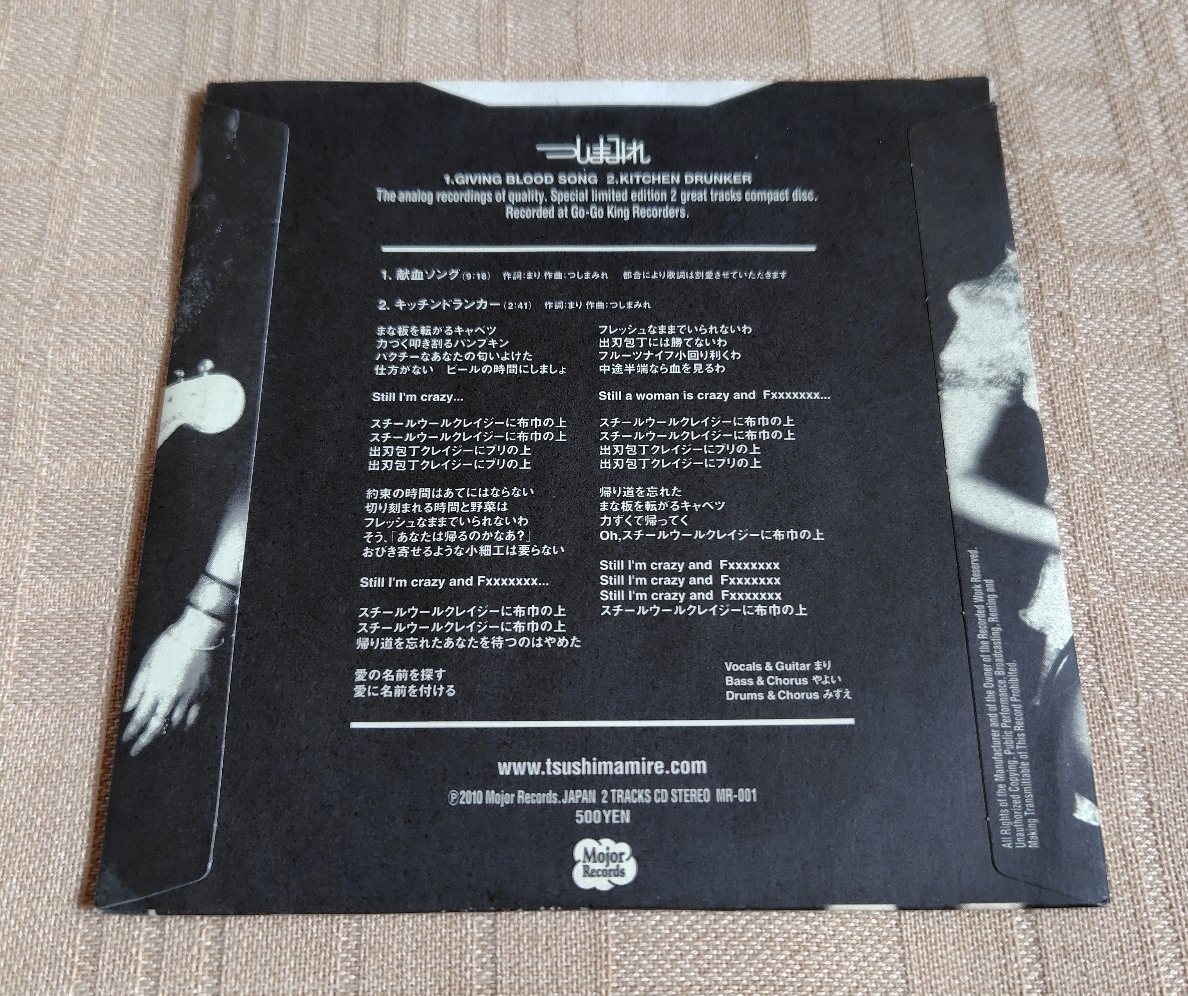 つしまみれ
1.GIVING BLOOD SONG 2.KITCHEN DRUNKER
The analog recordings of quality. Special limited edition 2 great tracks compact disc.
Recorded at Go-Go King Recorders.
1. 献血ソング(9:18) 作詞:まり 作曲:つしまみれ 都合により歌詞は割愛させていただきます
2. キッチンドランカー(2:41) 作詞:まり 作曲:つしまみれ
まな板を転がるキャベツ
力づく叩き割るパンプキン
パクチーなあなたの匂いよけた
仕方がない ビールの時間にしましょ
Still I'm crazy...
スチールウールクレイジーに布巾の上
スチールウールクレイジーに布巾の上
出刃包丁クレイジーにブリの上
出刃包丁クレイジーにブリの上
約束の時間はあてにはならない
切り刻まれる時間と野菜は
フレッシュなままでいられないわ
そう、「あなたは帰るのかなあ?」
おびき寄せるような小細工は要らない
Still I'm crazy and Fxxxxxxx...
スチールウールクレイジーに布巾の上
スチールウールクレイジーに布巾の上
帰り道を忘れたあなたを待つのはやめた
愛の名前を探す
愛に名前を付ける
フレッシュなままでいられないわ
出刃包丁には勝てないわ
フルーツナイフ小回り利くわ
中途半端なら血を見るわ
Still a woman is crazy and Fxxxxxxx...
スチールウールクレイジーに布巾の上
スチールウールクレイジーに布巾の上
出刃包丁クレイジーにブリの上
出刃包丁クレイジーにブリの上
帰り道を忘れた
まな板を転がるキャベツ
力ずくで帰ってく
Oh,スチールウールクレイジーに布巾の上
Still I'm crazy and Fxxxxxxx
Still I'm crazy and Fxxxxxxx
Still I'm crazy and Fxxxxxxx
スチールウールクレイジーに布巾の上
Vocals & Guitar まり
Bass & Chorus やよい
Drums & Chorus みずえ
www.tsushimamire.com
Ⓟ2010 Mojor Records. JAPAN 2 TRACKS CD STEREO MR-001
500YEN
Mojor
Records
All Rights of the Manufacturer and of the Owner of the Recorded Work Reserved.
Unauthorized Copying, Public Performance, Broadcasting, Renting and
Making Transmittable of This Record Prohibited.